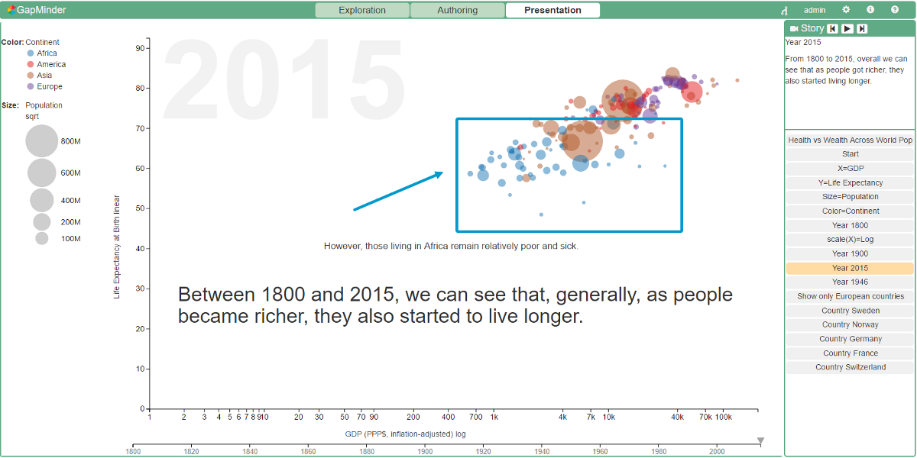 GapMinder
Exploration
Authoring
Presentation
admin
Color: Continent
Africa
America
Asia
Europe
Size: Population
sqrt
800M
600M
400M
200M
100M
2015
Life Expectancy at Birth linear
90
80
70
60
50
40
30
20
10
0
However, those living in Africa remain relatively poor and sick.
Between 1800 and 2015, we can see that, generally, as people
became richer, they also started to live longer.
1 2 3 4 5 6 7 8 9 10 20 30 50 70 90 200 400 700 1k 2k 4k 7k 10k 20k 40k 70k 100k
GDP (PPP$, inflation-adjusted) log
1800 1820 1840 1860 1880 1900 1920 1940 1960 1980 2000
Story
Year 2015
From 1800 to 2015, overall we can
see that as people got richer, they
also started living longer.
Health vs Wealth Across World Pop
Start
X=GDP
Y=Life Expectancy
Size=Population
Color=Continent
Year 1800
scale(X)=Log
Year 1900
Year 2015
Year 1946
Show only European countries
Country Sweden
Country Norway
Country Germany
Country France
Country Switzerland